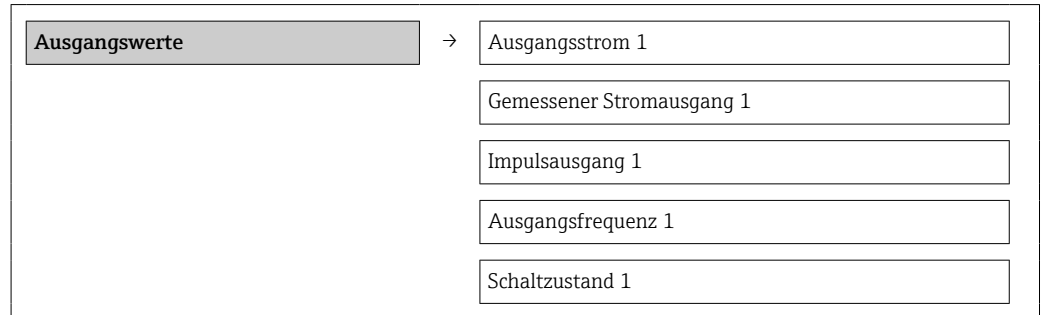 Ausgangswerte → Ausgangsstrom 1
Gemessener Stromausgang 1
Impulsausgang 1
Ausgangsfrequenz 1
Schaltzustand 1